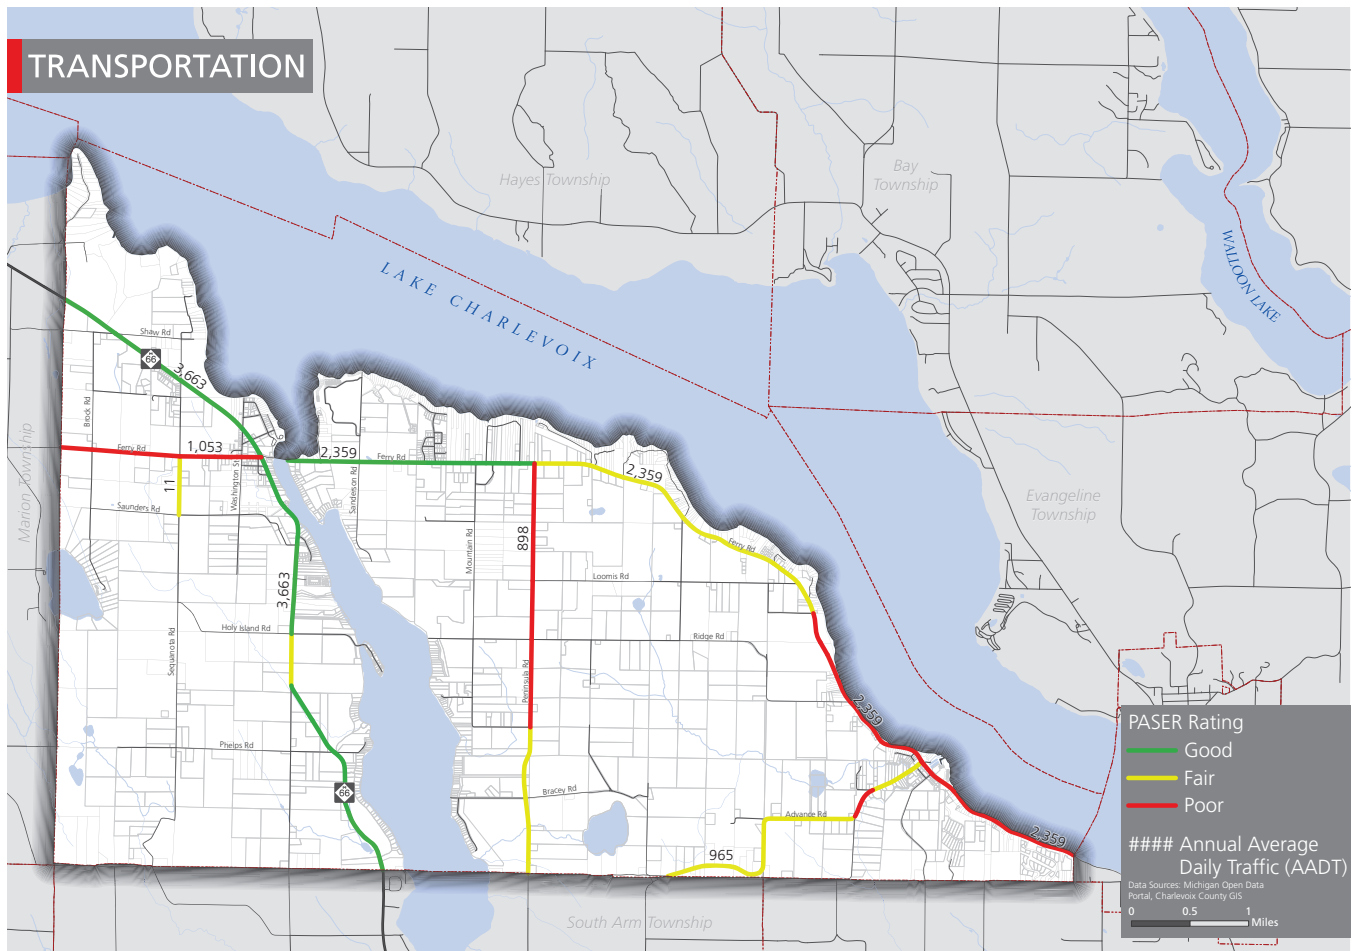 TRANSPORTATION
Hayes Township
Bay
Township
WALLOON LAKE
LAKE CHARLEVOIX
Shaw Rd
66
3,663
Brock Rd
Marion Township
Ferry Rd
1,053
Washington St
2,359
Ferry Rd
Sanderson Rd
2,359
11
Saunders Rd
Evangeline
Township
Mountain Rd
898
Ferry Rd
3,663
Loomis Rd
Holy Island Rd
Sequanota Rd
Ridge Rd
Peninsula Rd
2,359
Phelps Rd
66
Bracey Rd
Advance Rd
965
2,359
South Arm Township
PASER Rating
Good
Fair
Poor
#### Annual Average
Daily Traffic (AADT)
Data Sources: Michigan Open Data
Portal, Charlevoix County GIS
0 0.5 1
Miles